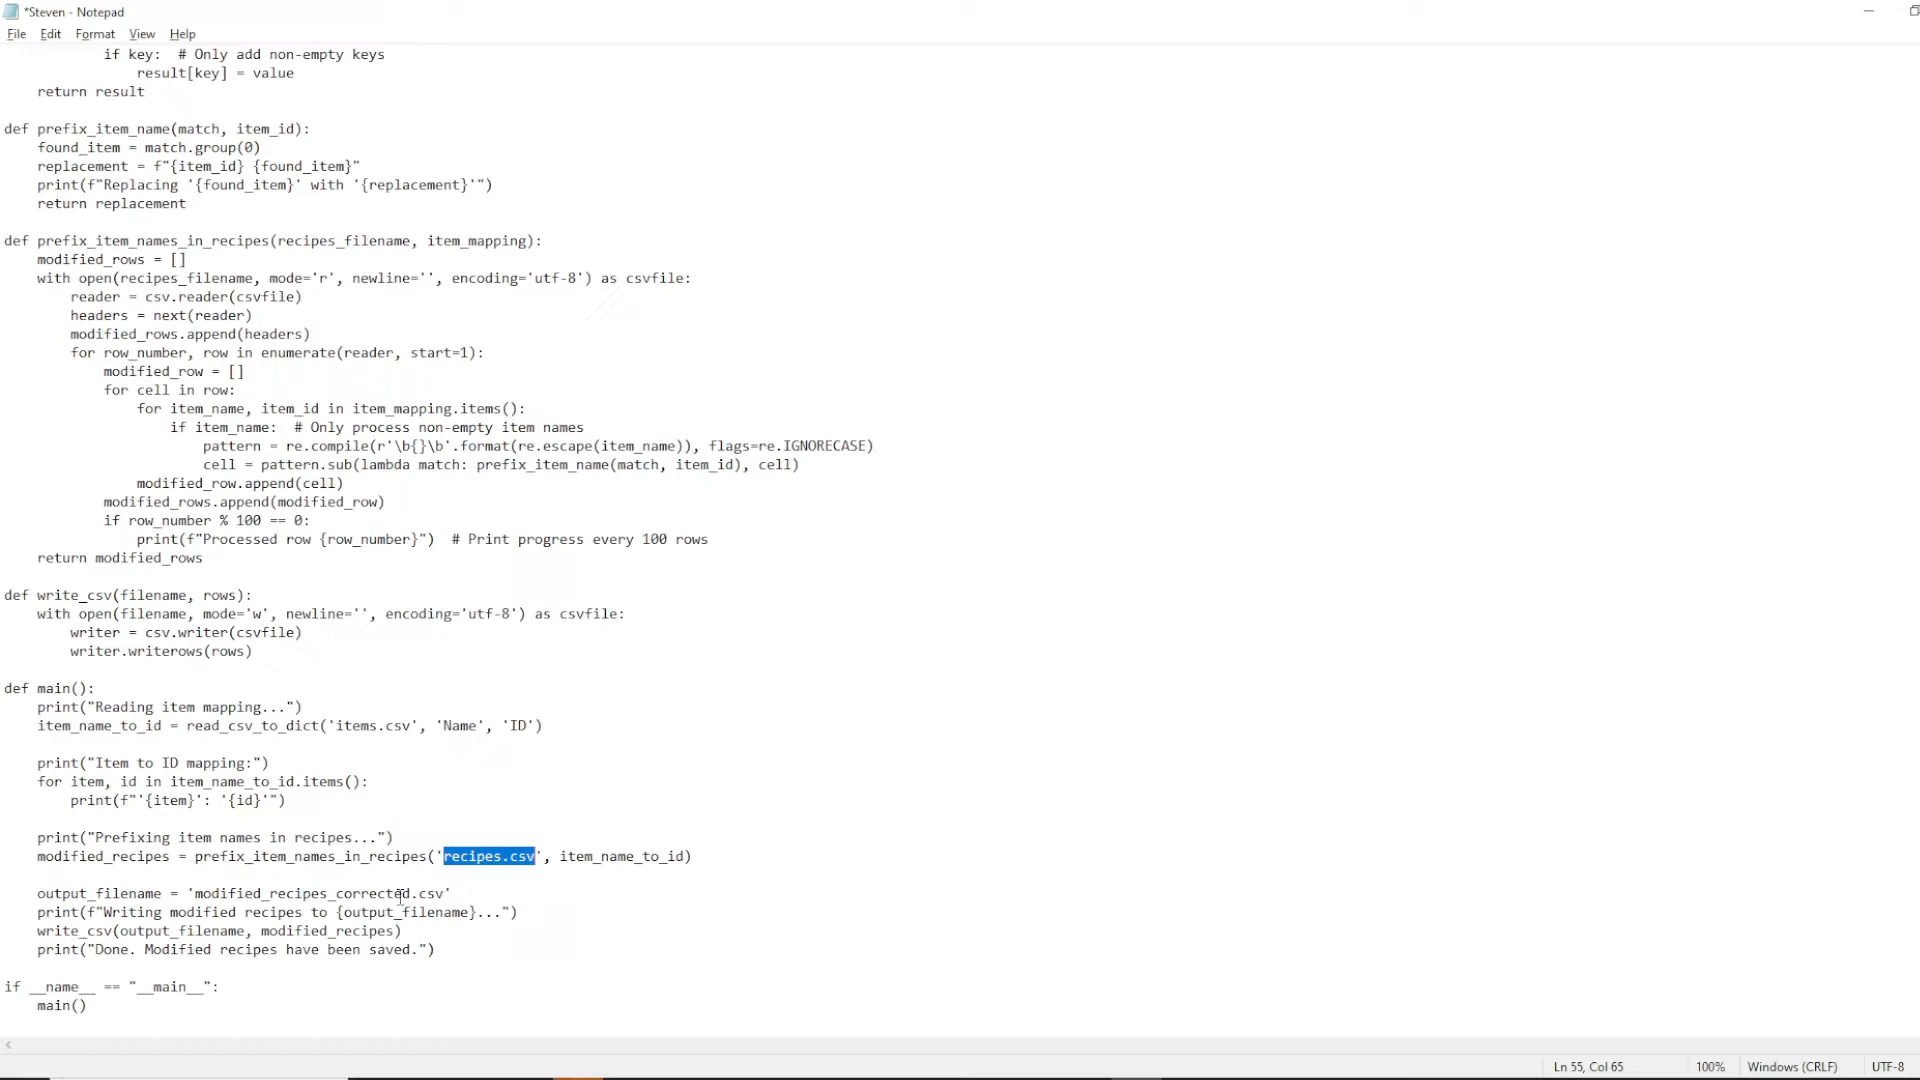 *Steven - Notepad
File Edit Format View Help
            if key:  # Only add non-empty keys
                result[key] = value
    return result

def prefix_item_name(match, item_id):
    found_item = match.group(0)
    replacement = f"{item_id} {found_item}"
    print(f"Replacing '{found_item}' with '{replacement}'")
    return replacement

def prefix_item_names_in_recipes(recipes_filename, item_mapping):
    modified_rows = []
    with open(recipes_filename, mode='r', newline='', encoding='utf-8') as csvfile:
        reader = csv.reader(csvfile)
        headers = next(reader)
        modified_rows.append(headers)
        for row_number, row in enumerate(reader, start=1):
            modified_row = []
            for cell in row:
                for item_name, item_id in item_mapping.items():
                    if item_name:  # Only process non-empty item names
                        pattern = re.compile(r'\b{}\b'.format(re.escape(item_name)), flags=re.IGNORECASE)
                        cell = pattern.sub(lambda match: prefix_item_name(match, item_id), cell)
                modified_row.append(cell)
            modified_rows.append(modified_row)
            if row_number % 100 == 0:
                print(f"Processed row {row_number}")  # Print progress every 100 rows
    return modified_rows

def write_csv(filename, rows):
    with open(filename, mode='w', newline='', encoding='utf-8') as csvfile:
        writer = csv.writer(csvfile)
        writer.writerows(rows)

def main():
    print("Reading item mapping...")
    item_name_to_id = read_csv_to_dict('items.csv', 'Name', 'ID')

    print("Item to ID mapping:")
    for item, id in item_name_to_id.items():
        print(f"'{item}': '{id}'")

    print("Prefixing item names in recipes...")
    modified_recipes = prefix_item_names_in_recipes('recipes.csv', item_name_to_id)

    output_filename = 'modified_recipes_corrected.csv'
    print(f"Writing modified recipes to {output_filename}...")
    write_csv(output_filename, modified_recipes)
    print("Done. Modified recipes have been saved.")

if __name__ == "__main__":
    main()
Ln 55, Col 65 100% Windows (CRLF) UTF-8